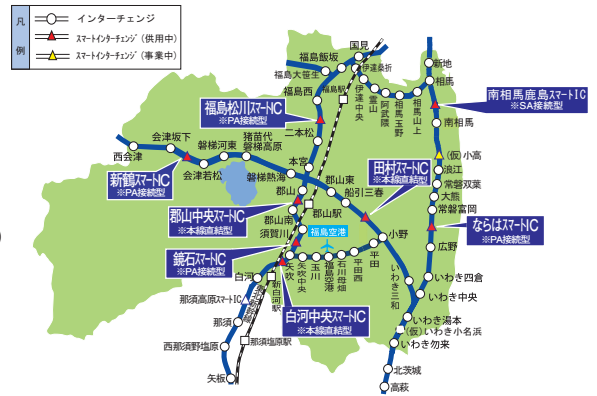 凡例
インターチェンジ
スマートインターチェンジ（供用中）
スマートインターチェンジ（事業中）
国見
福島飯坂
伊達桑折
福島大笹生
福島駅
福島西
伊達中央
霊山
阿武隈
相馬玉野
相馬山上
新地
相馬
南相馬鹿島スマートIC
※SA接続型
南相馬
福島松川スマートIC
※PA接続型
二本松
会津坂下
西会津
磐梯河東
猪苗代
磐梯高原
会津若松
新鶴スマートIC
※PA接続型
本宮
磐梯熱海
郡山東
田村スマートIC
※本線直結型
船引三春
(仮)小高
浪江
常磐双葉
大熊
常磐富岡
郡山
郡山駅
郡山中央スマートIC
※本線直結型
郡山南
須賀川
福島空港
小野
ならはスマートIC
※PA接続型
広野
鏡石スマートIC
※PA接続型
矢吹
矢吹中央
玉川
福島空港
石川母畑
平田西
平田
いわき三和
いわき四倉
いわき中央
白河
新白河駅
那須高原スマートIC
東北新幹線
白河中央スマートIC
※本線直結型
那須
いわき湯本
(仮)いわき小名浜
いわき勿来
西那須野塩原
那須塩原駅
矢板
北茨城
高萩